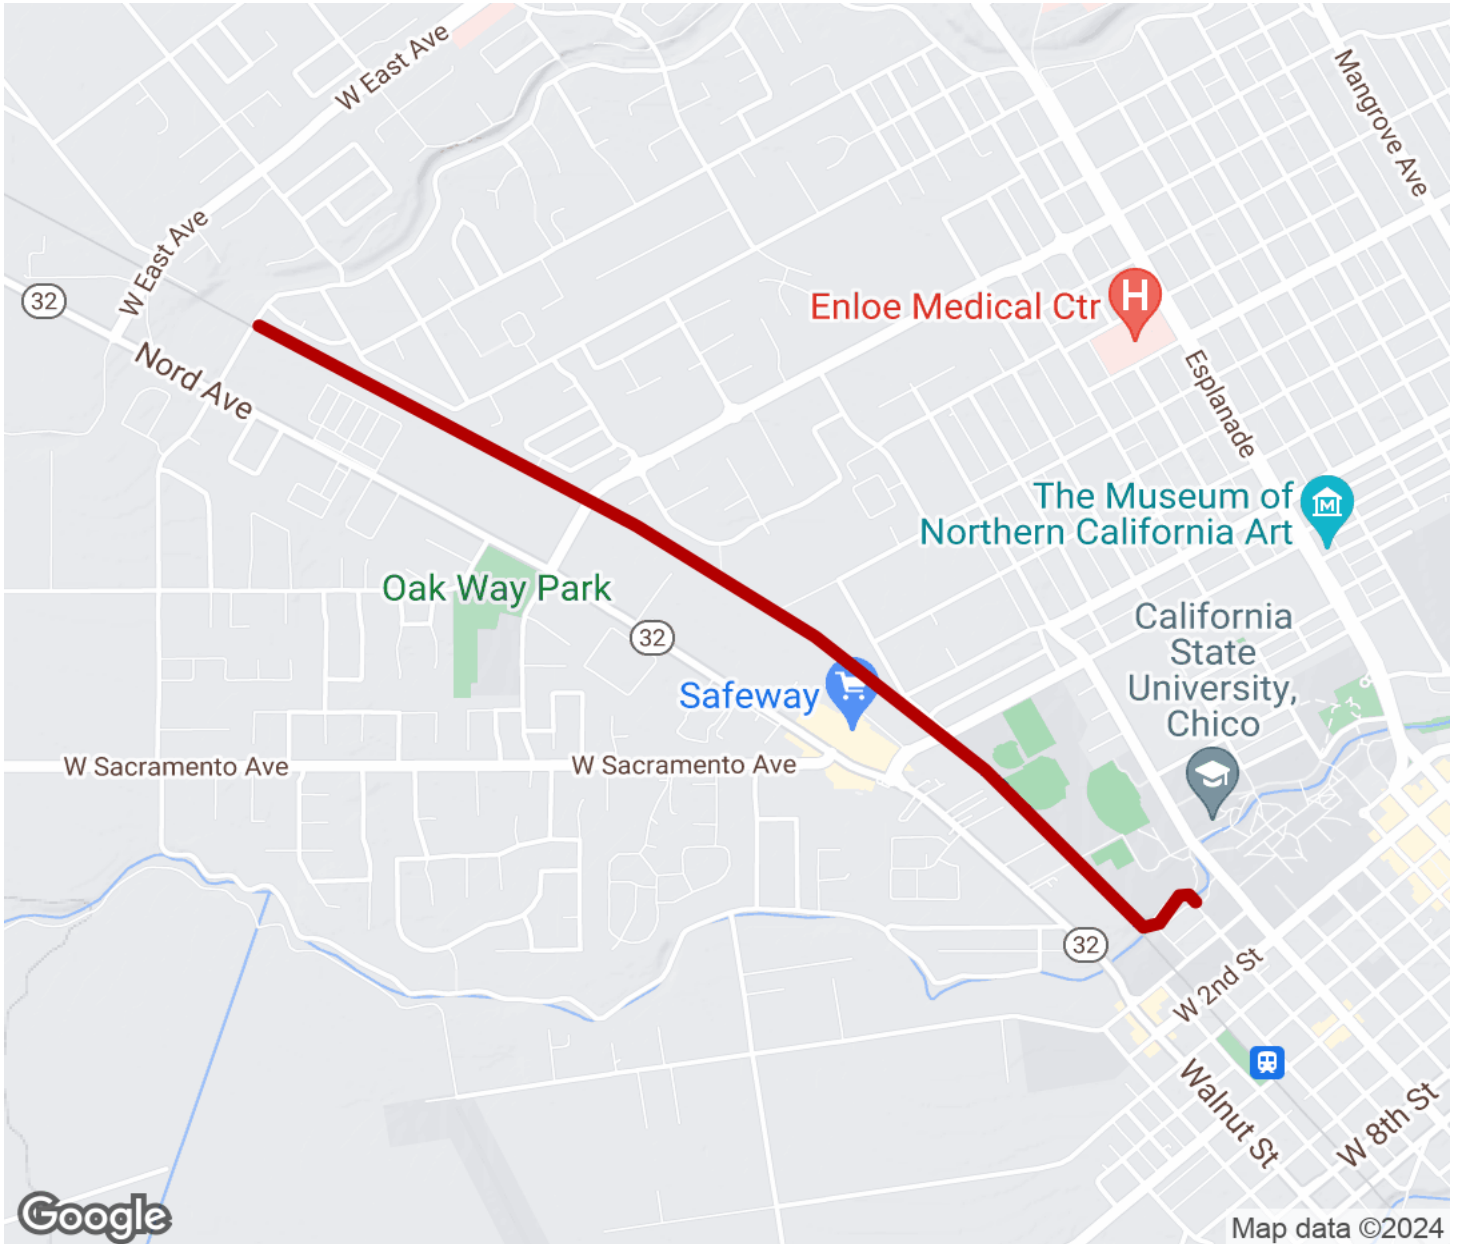 W East Ave
Mangrove Ave
W East Ave
32
Nord Ave
Enloe Medical Ctr
H
Esplanade
The Museum of
Northern California Art
M
Oak Way Park
32
California
State
University,
Chico
Safeway
W Sacramento Ave
W Sacramento Ave
32
W 2nd St
Walnut St
W 8th St
Google
Map data ©2024